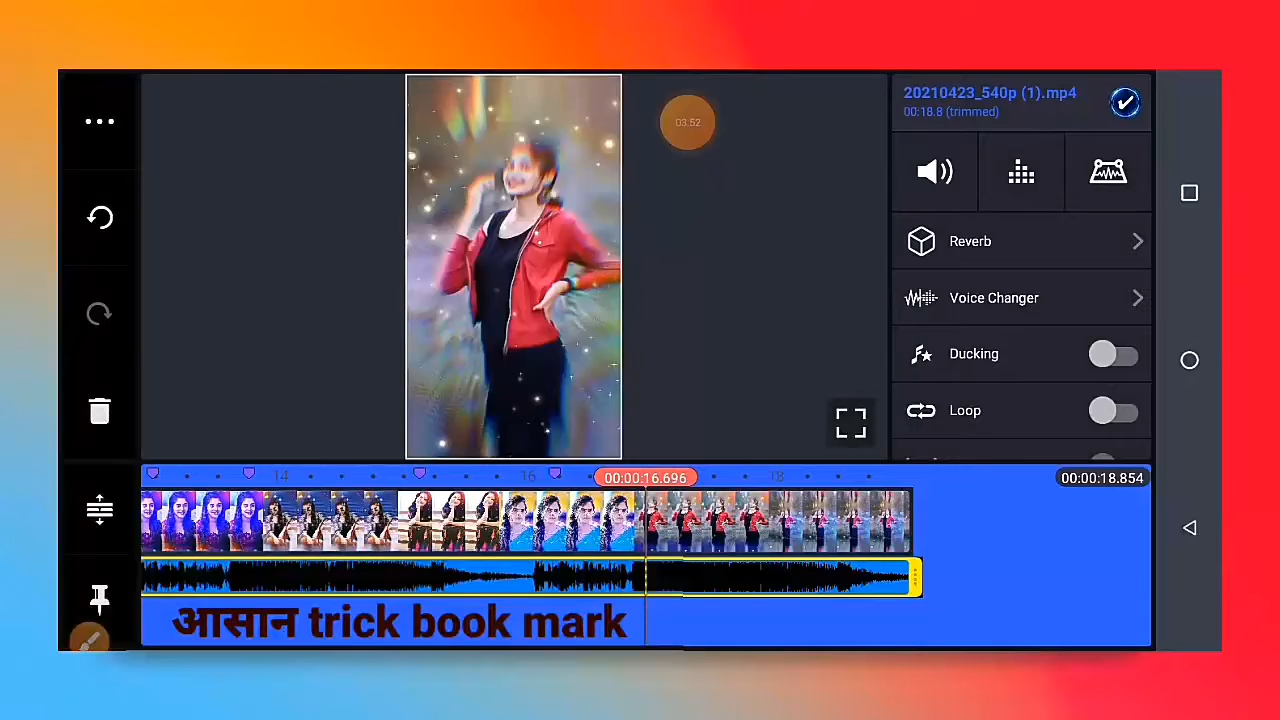 20210423_540p (1).mp4
00:18.8 (trimmed)
03:52
Reverb
Voice Changer
Ducking
Loop
14
16
00:00:16.696
18
00:00:18.854
आसान trick book mark